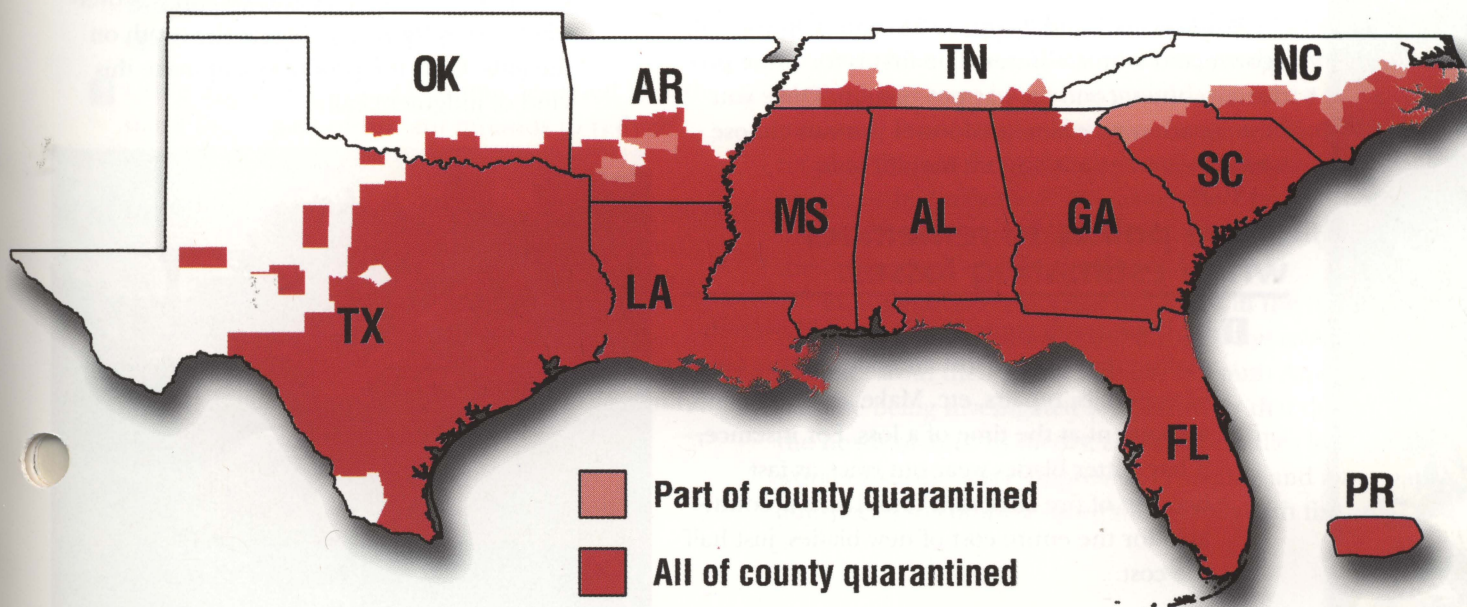 OK
AR
TN
NC
SC
MS
AL
GA
LA
TX
FL
PR
Part of county quarantined
All of county quarantined